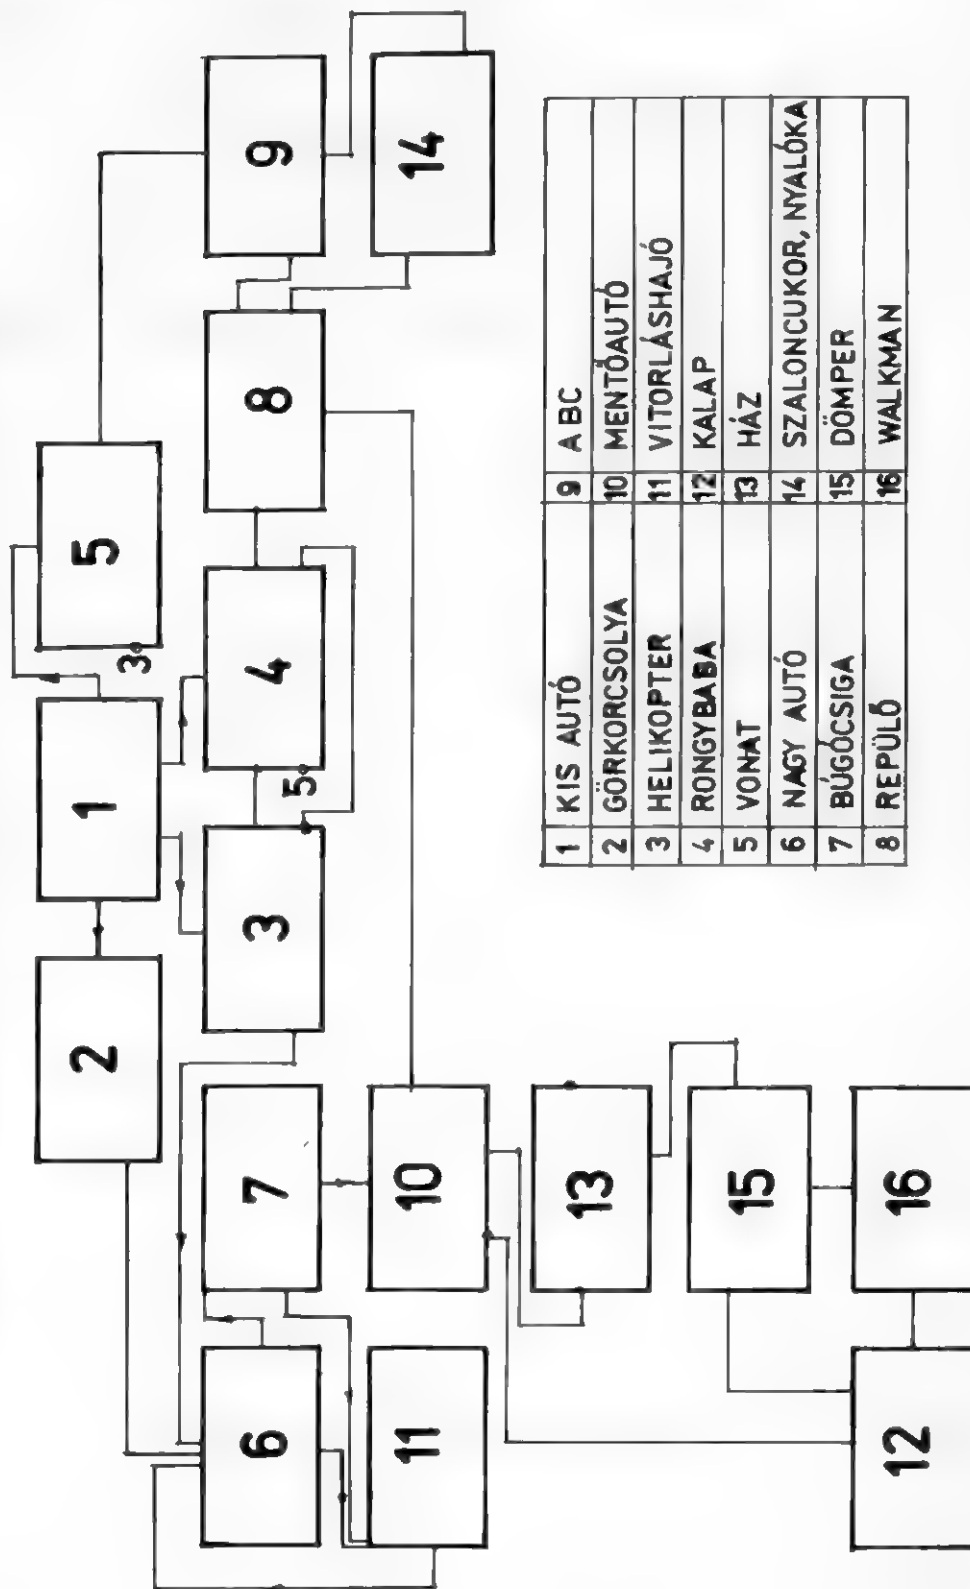 2
1
5
9
3
4
8
14
7
6
10
11
13
15
16
12
3
5
1 KIS AUTÓ 9 ABC
2 GÖRKORCSOLYA 10 MENTŐAUTÓ
3 HELIKOPTER 11 VITORLÁSHAJÓ
4 RONGYBABA 12 KALAP
5 VONAT 13 HÁZ
6 NAGY AUTÓ 14 SZALONCUKOR, NYALÓKA
7 BÚGÓCSIGA 15 DÖMPER
8 REPÜLŐ 16 WALKMAN